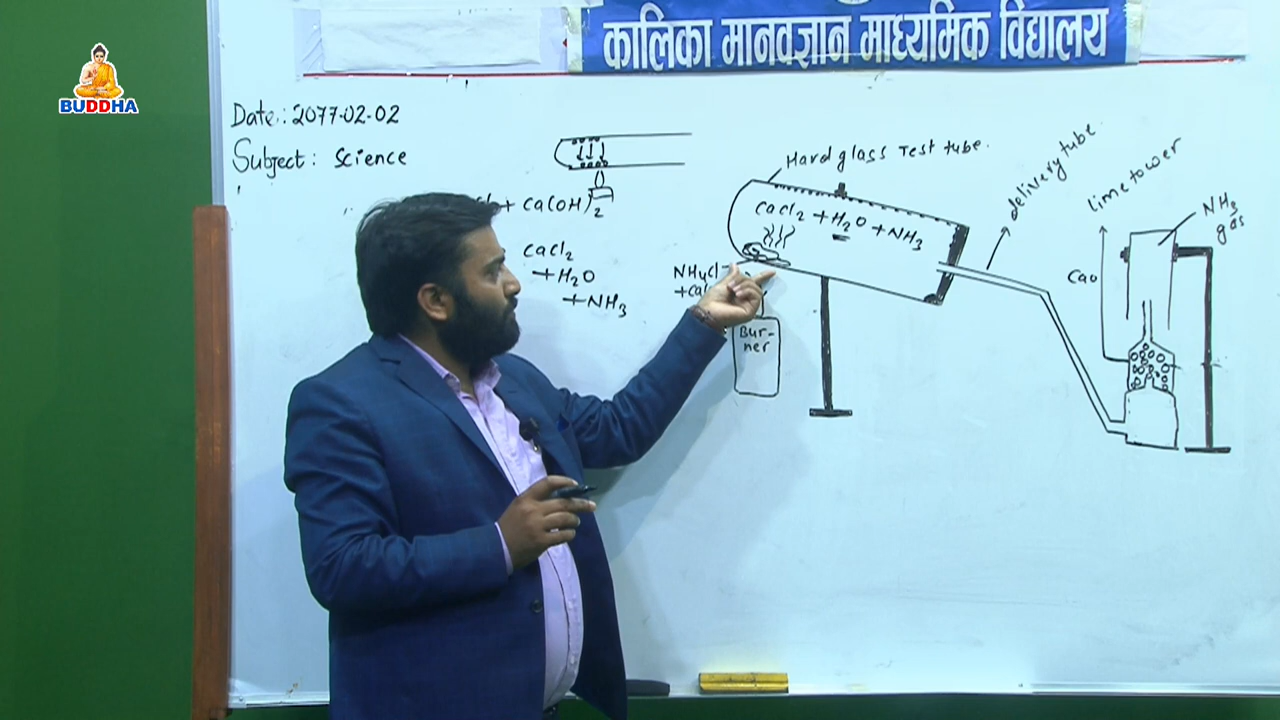 BUDDHA
कालिका मानवज्ञान माध्यमिक विद्यालय
Date: 2077-02-02
Subject: Science
+ Ca(OH)2
CaCl2
+H2O
+NH3
Hard glass Test tube.
CaCl2 + H2O + NH3
NH4Cl
Bur-
ner
delivery tube
lime tower
CaO
NH3
gas